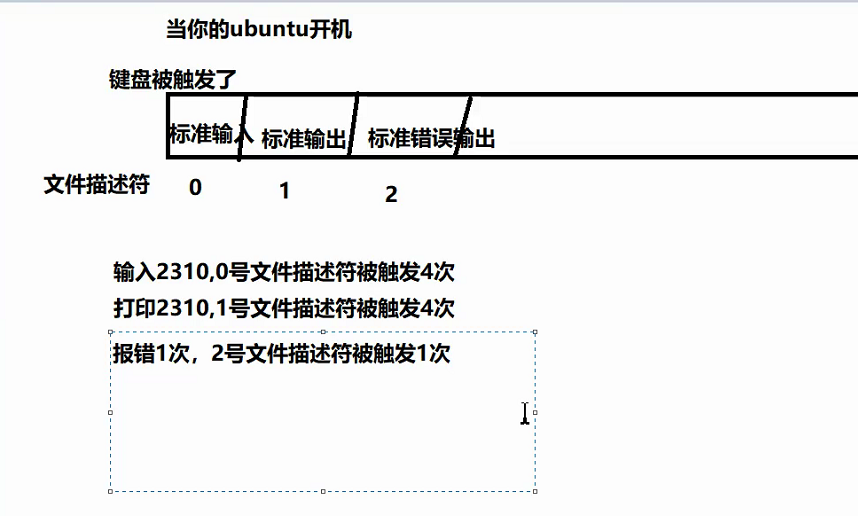 当你的ubuntu开机
键盘被触发了
标准输入 标准输出 标准错误输出
文件描述符 0 1 2
输入2310,0号文件描述符被触发4次
打印2310,1号文件描述符被触发4次
报错1次，2号文件描述符被触发1次